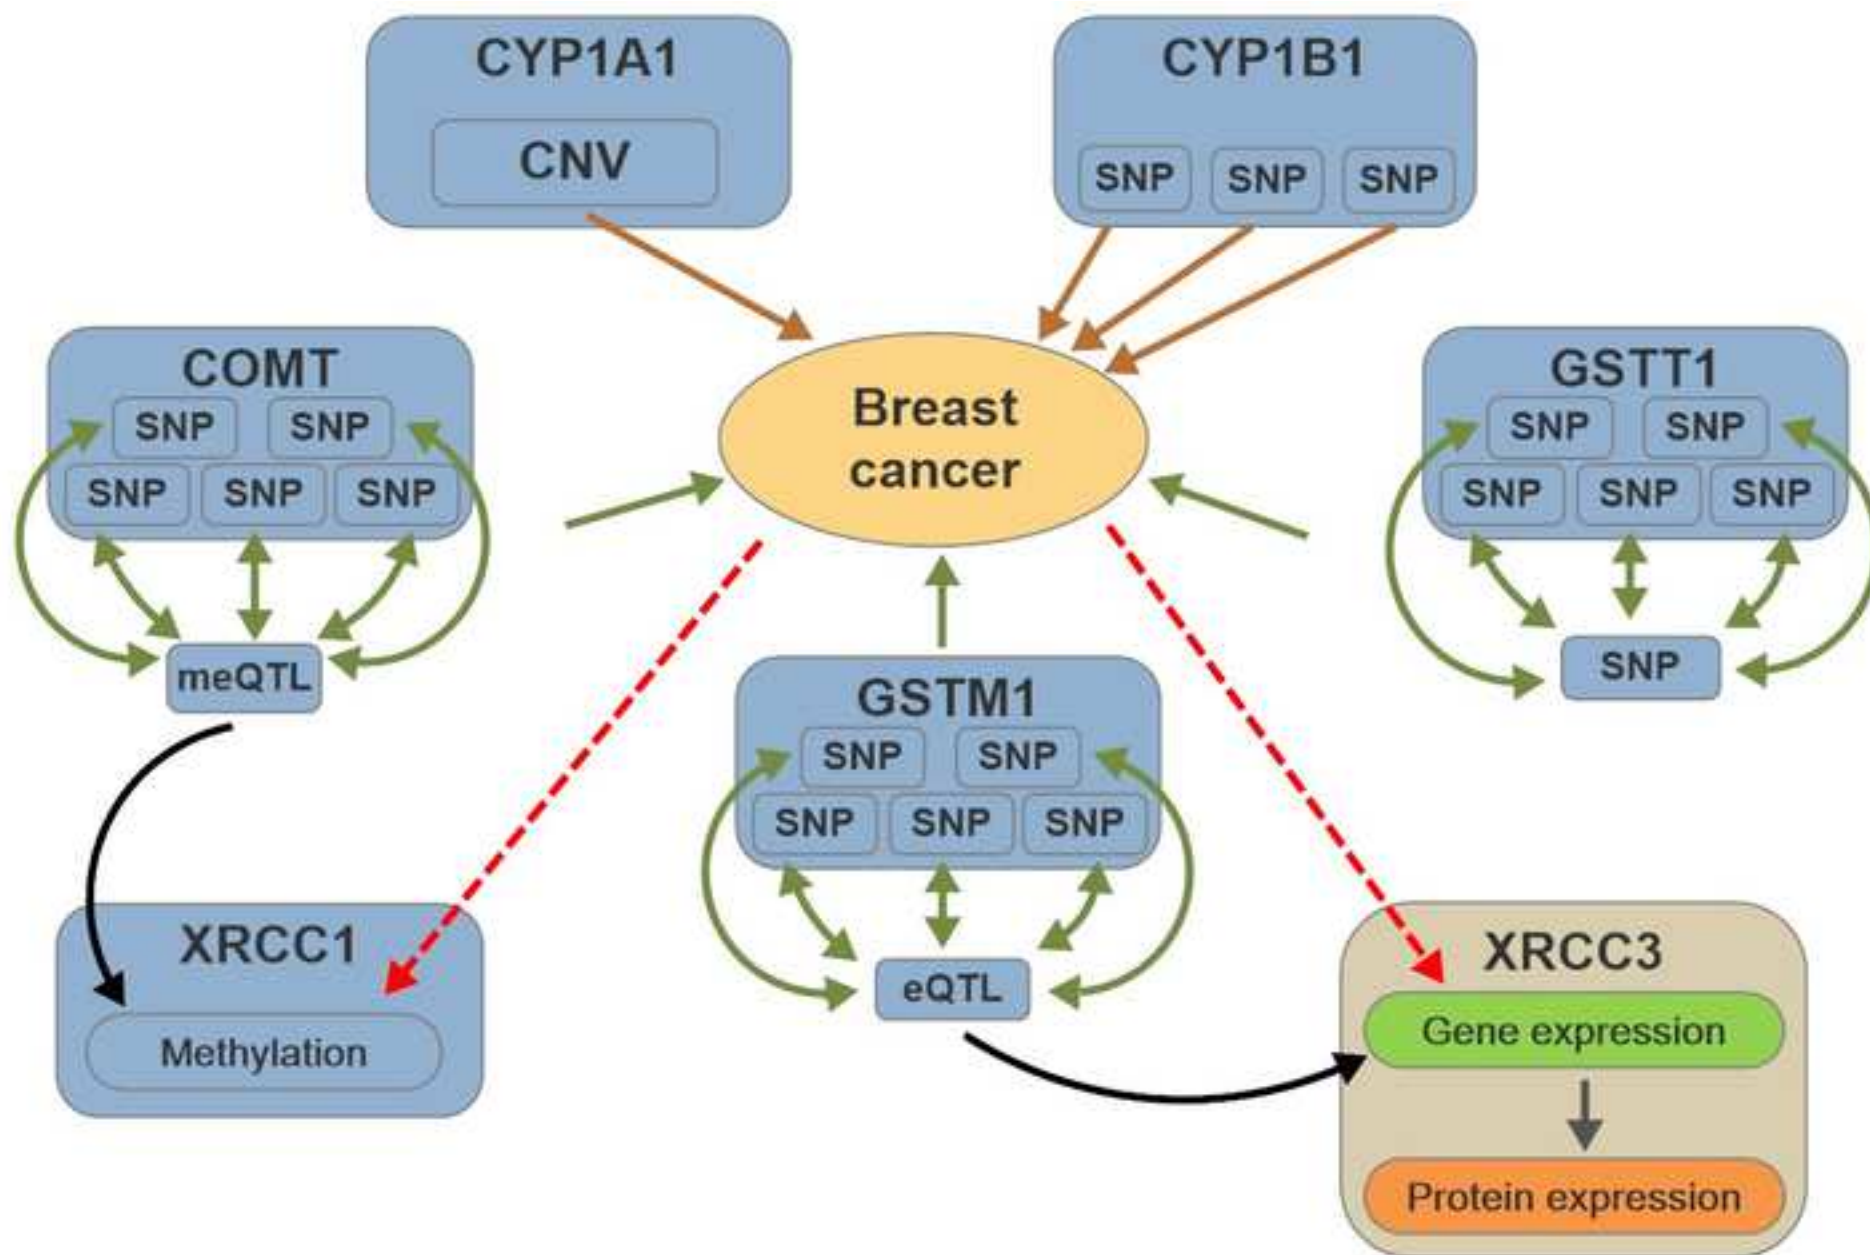 CYP1A1
CNV
CYP1B1
SNP SNP SNP
COMT
SNP SNP
SNP SNP SNP
meQTL
Breast
cancer
GSTT1
SNP SNP
SNP SNP SNP
SNP
GSTM1
SNP SNP
SNP SNP SNP
eQTL
XRCC1
Methylation
XRCC3
Gene expression
Protein expression